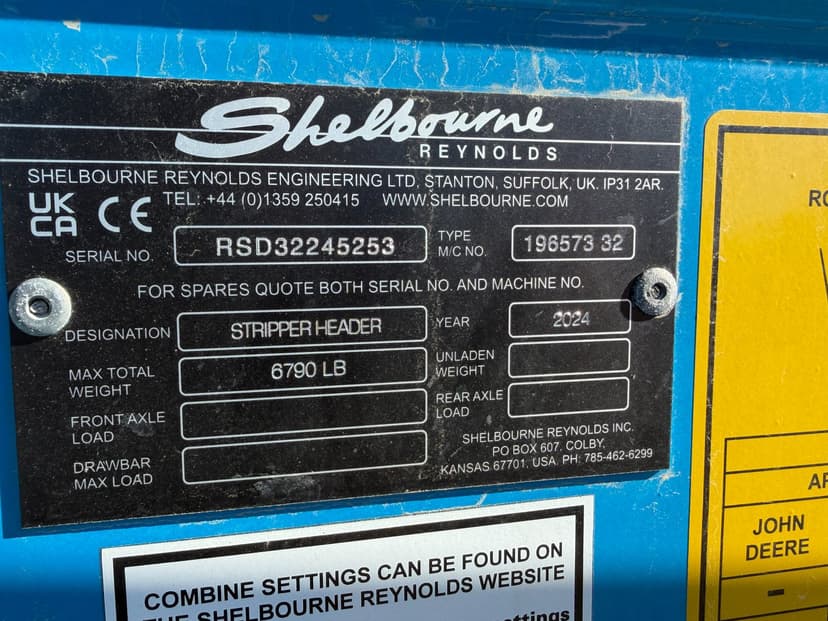 Shelbourne
REYNOLDS
SHELBOURNE REYNOLDS ENGINEERING LTD, STANTON, SUFFOLK, UK. IP31 2AR.
UK CA CE TEL: +44 (0)1359 250415 WWW.SHELBOURNE.COM
SERIAL NO. RSD32245253 TYPE M/C NO. 196573 32
FOR SPARES QUOTE BOTH SERIAL NO. AND MACHINE NO.
DESIGNATION STRIPPER HEADER YEAR 2024
MAX TOTAL WEIGHT 6790 LB UNLADEN WEIGHT
FRONT AXLE LOAD REAR AXLE LOAD
DRAWBAR MAX LOAD
SHELBOURNE REYNOLDS INC.
PO BOX 607, COLBY,
KANSAS 67701. USA. PH: 785-462-6299
COMBINE SETTINGS CAN BE FOUND ON
THE SHELBOURNE REYNOLDS WEBSITE
JOHN
DEERE
-